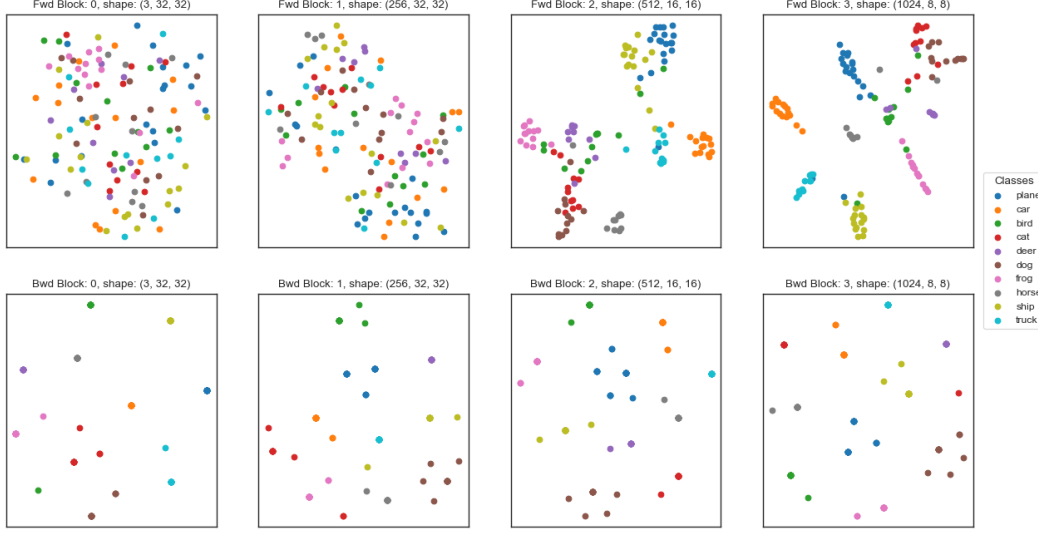 Fwd Block: 0, shape: (3, 32, 32)
Fwd Block: 1, shape: (256, 32, 32)
Fwd Block: 2, shape: (512, 16, 16)
Fwd Block: 3, shape: (1024, 8, 8)
Classes
plane
car
bird
cat
deer
dog
frog
horse
ship
truck
Bwd Block: 0, shape: (3, 32, 32)
Bwd Block: 1, shape: (256, 32, 32)
Bwd Block: 2, shape: (512, 16, 16)
Bwd Block: 3, shape: (1024, 8, 8)